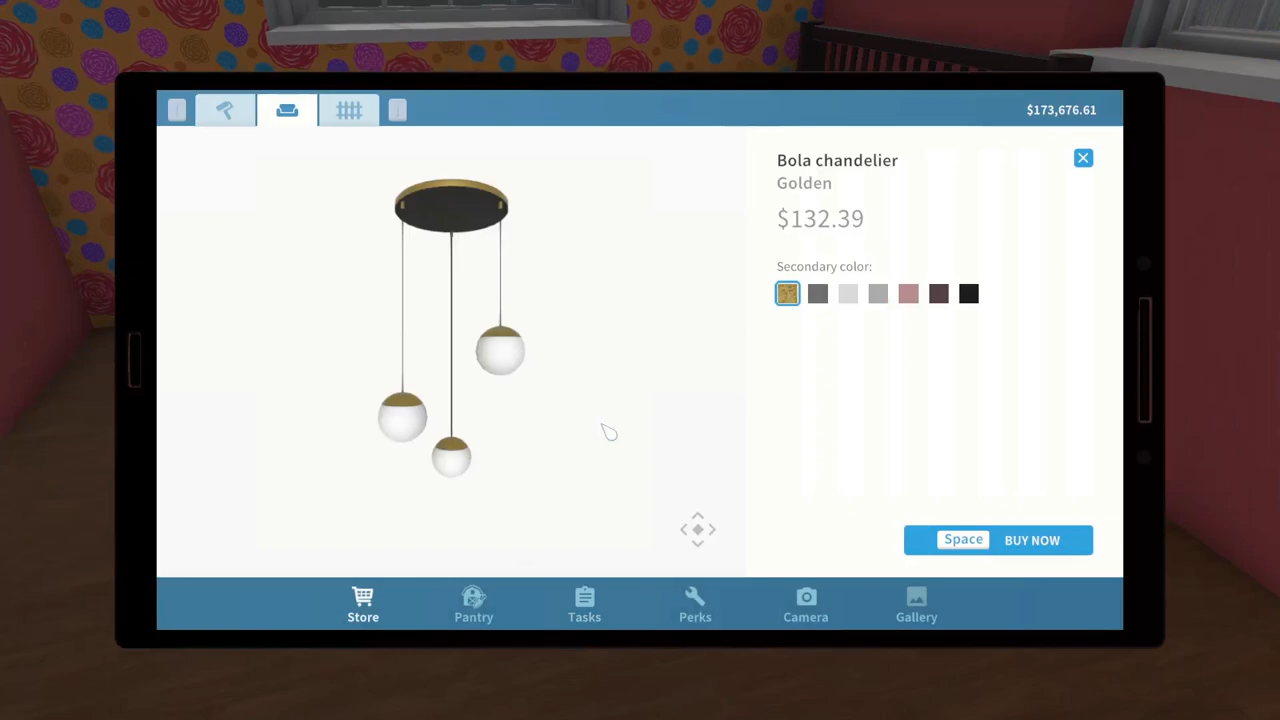 $173,676.61
Bola chandelier
Golden
$132.39
Secondary color:
Space BUY NOW
Store Pantry Tasks Perks Camera Gallery